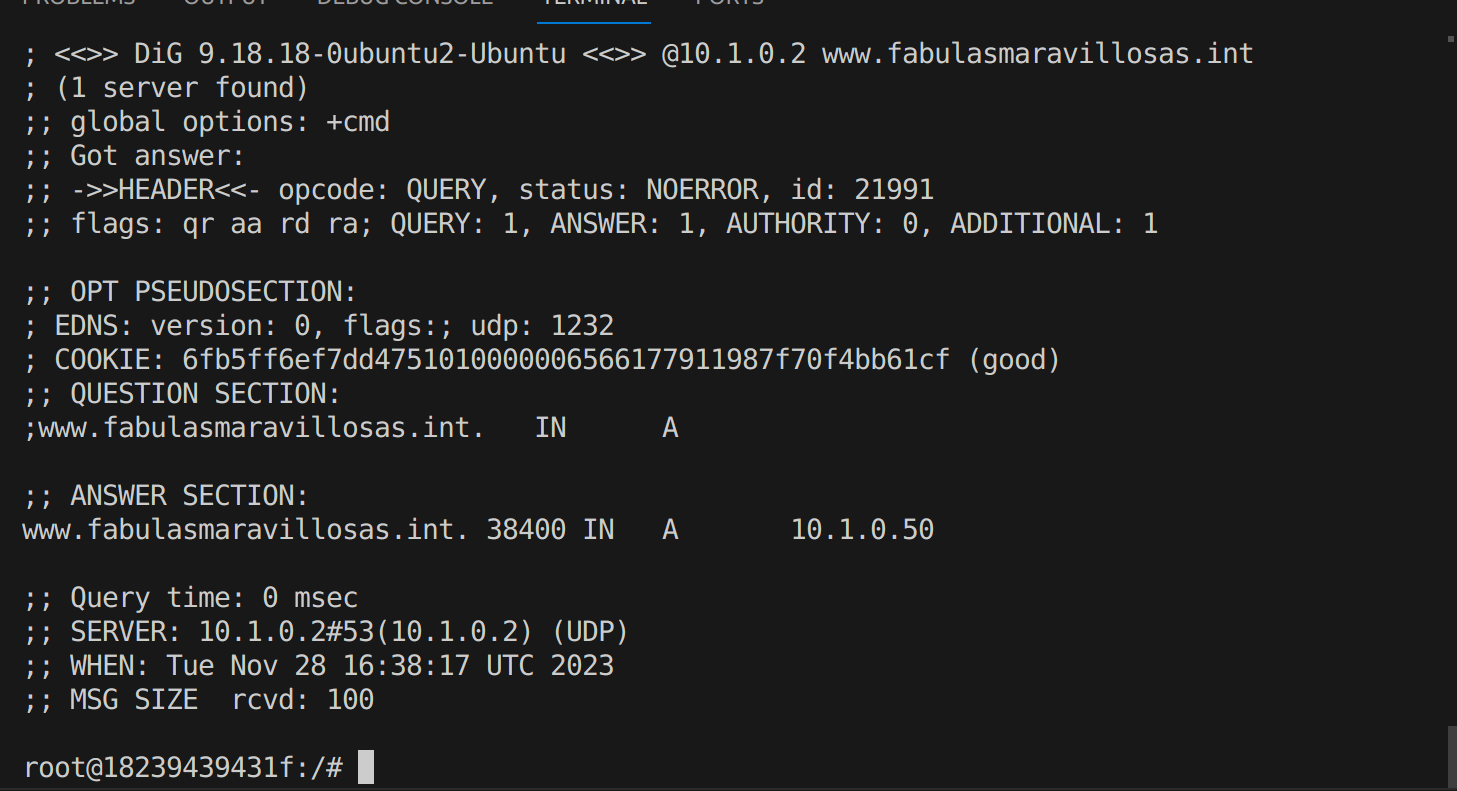 PROBLEMS OUTPUT DEBUG CONSOLE TERMINAL PORTS
; <<>> DiG 9.18.18-0ubuntu2-Ubuntu <<>> @10.1.0.2 www.fabulasmaravillosas.int
; (1 server found)
;; global options: +cmd
;; Got answer:
;; ->>HEADER<<- opcode: QUERY, status: NOERROR, id: 21991
;; flags: qr aa rd ra; QUERY: 1, ANSWER: 1, AUTHORITY: 0, ADDITIONAL: 1
;; OPT PSEUDOSECTION:
; EDNS: version: 0, flags:; udp: 1232
; COOKIE: 6fb5ff6ef7dd4751010000006566177911987f70f4bb61cf (good)
;; QUESTION SECTION:
;www.fabulasmaravillosas.int. IN A
;; ANSWER SECTION:
www.fabulasmaravillosas.int. 38400 IN A 10.1.0.50
;; Query time: 0 msec
;; SERVER: 10.1.0.2#53(10.1.0.2) (UDP)
;; WHEN: Tue Nov 28 16:38:17 UTC 2023
;; MSG SIZE rcvd: 100
root@18239439431f:/#